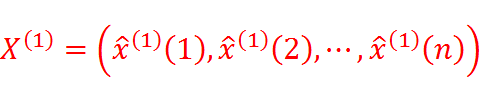 X⁽¹⁾ = (x̂⁽¹⁾(1), x̂⁽¹⁾(2), ⋯, x̂⁽¹⁾(n))